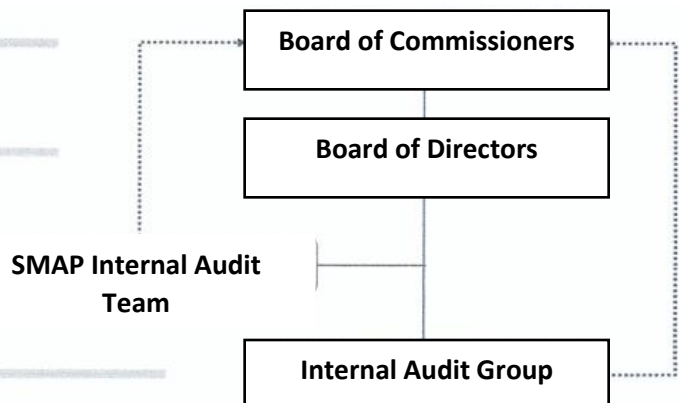 Board of Commissioners
Board of Directors
SMAP Internal Audit
Team
Internal Audit Group